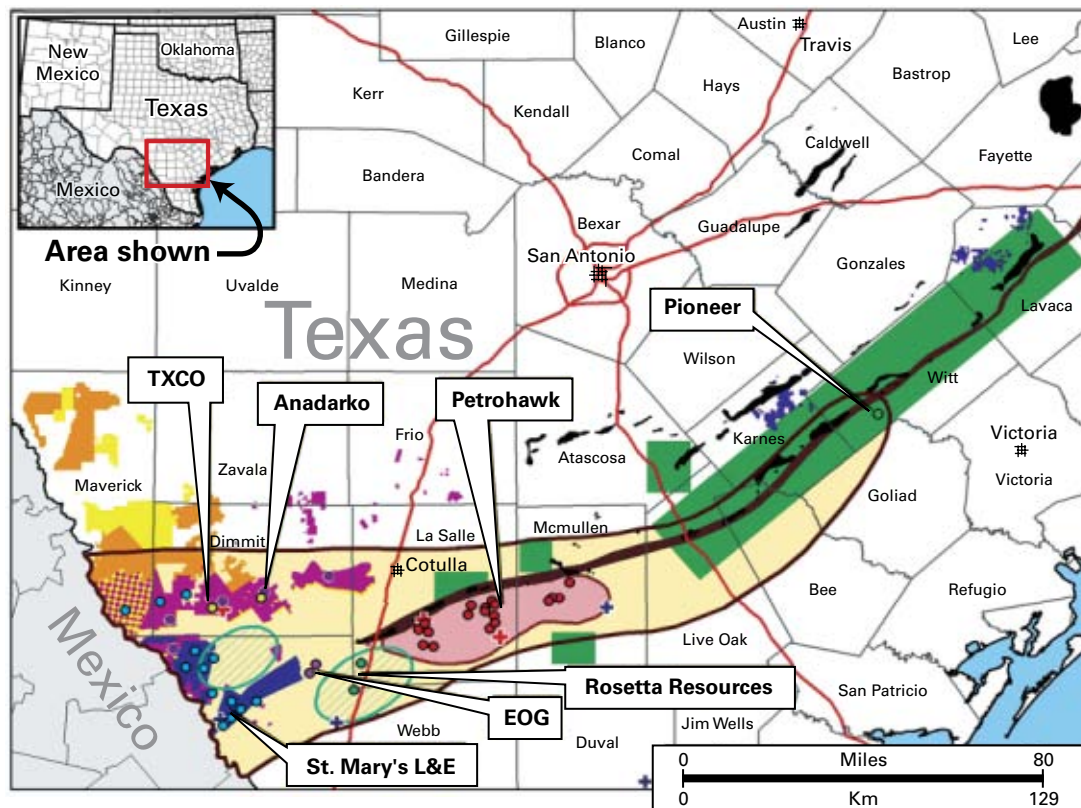 New
Mexico
Oklahoma
Texas
Mexico
Area shown
Austin
Travis
Lee
Gillespie
Blanco
Bastrop
Hays
Kerr
Kendall
Caldwell
Fayette
Comal
Bandera
Bexar
Guadalupe
San Antonio
Gonzales
Kinney
Uvalde
Medina
Lavaca
Texas
Pioneer
Wilson
Witt
TXCO
Anadarko
Petrohawk
Frio
Karnes
Atascosa
Victoria
Zavala
Maverick
Goliad
Victoria
Dimmit
La Salle
Mcmullen
Cotulla
Bee
Refugio
Mexico
Live Oak
Rosetta Resources
San Patricio
EOG
Webb
Jim Wells
Duval
St. Mary's L&E
0 Miles 80
0 Km 129